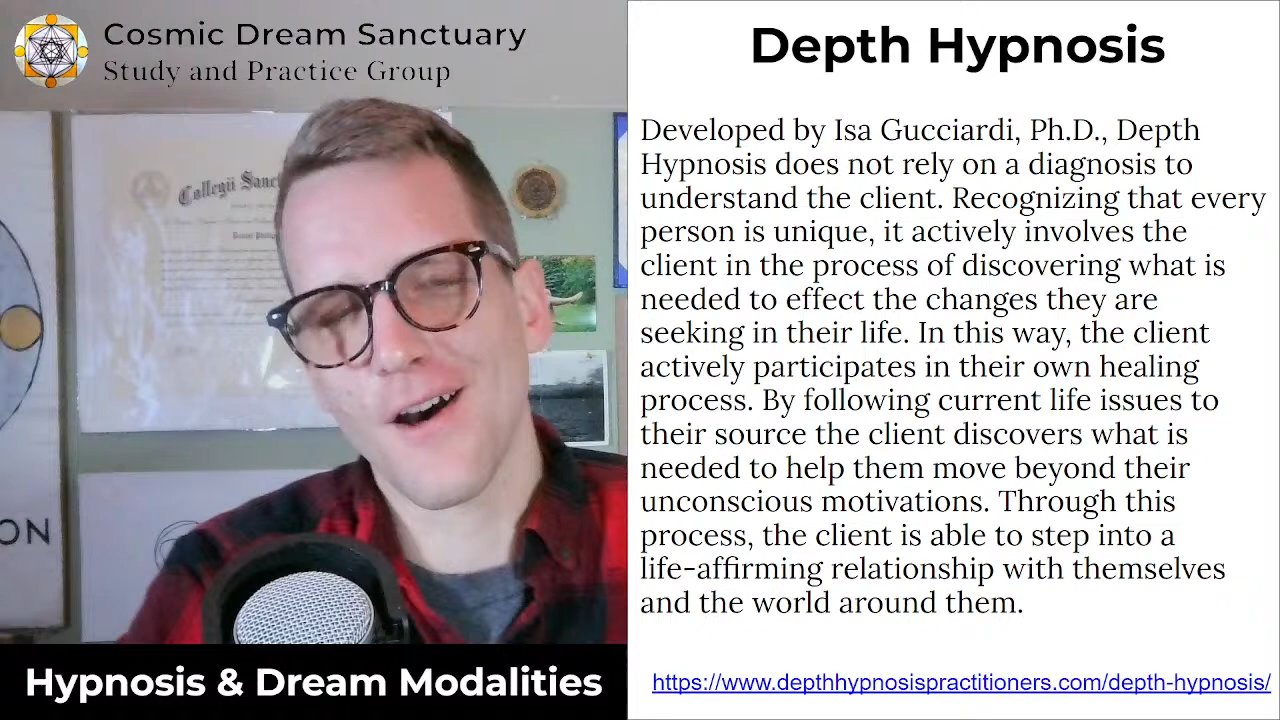 Cosmic Dream Sanctuary
Study and Practice Group
Collegii Sanc
ON
Hypnosis & Dream Modalities
Depth Hypnosis
Developed by Isa Gucciardi, Ph.D., Depth
Hypnosis does not rely on a diagnosis to
understand the client. Recognizing that every
person is unique, it actively involves the
client in the process of discovering what is
needed to effect the changes they are
seeking in their life. In this way, the client
actively participates in their own healing
process. By following current life issues to
their source the client discovers what is
needed to help them move beyond their
unconscious motivations. Through this
process, the client is able to step into a
life-affirming relationship with themselves
and the world around them.
https://www.depthhypnosispractitioners.com/depth-hypnosis/